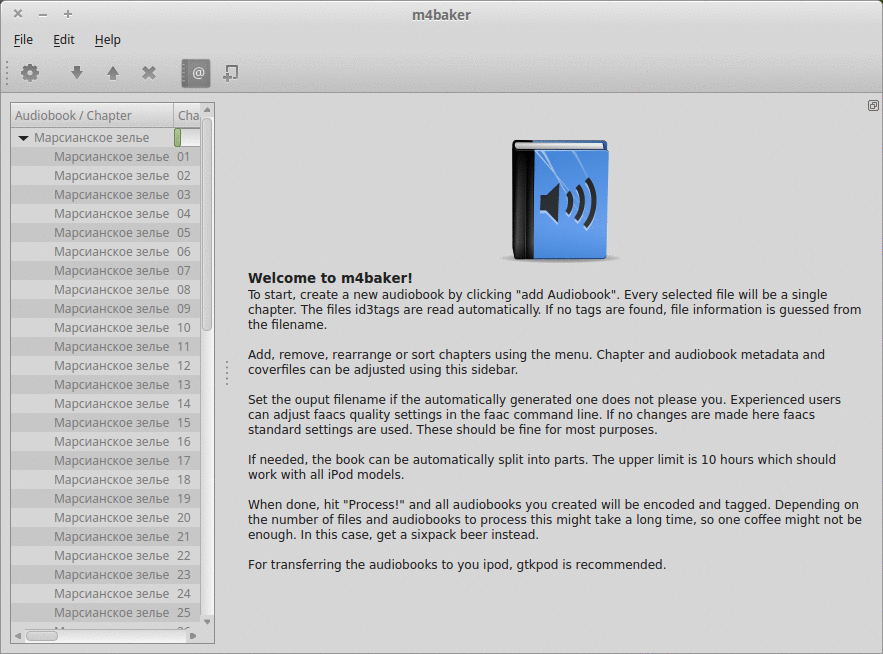 m4baker
File Edit Help
@
Audiobook / Chapter Cha
Марсианское зелье
Марсианское зелье 01
Марсианское зелье 02
Марсианское зелье 03
Марсианское зелье 04
Марсианское зелье 05
Марсианское зелье 06
Марсианское зелье 07
Марсианское зелье 08
Марсианское зелье 09
Марсианское зелье 10
Марсианское зелье 11
Марсианское зелье 12
Марсианское зелье 13
Марсианское зелье 14
Марсианское зелье 15
Марсианское зелье 16
Марсианское зелье 17
Марсианское зелье 18
Марсианское зелье 19
Марсианское зелье 20
Марсианское зелье 21
Марсианское зелье 22
Марсианское зелье 23
Марсианское зелье 24
Марсианское зелье 25
Welcome to m4baker!
To start, create a new audiobook by clicking "add Audiobook". Every selected file will be a single
chapter. The files id3tags are read automatically. If no tags are found, file information is guessed from
the filename.
Add, remove, rearrange or sort chapters using the menu. Chapter and audiobook metadata and
coverfiles can be adjusted using this sidebar.
Set the ouput filename if the automatically generated one does not please you. Experienced users
can adjust faacs quality settings in the faac command line. If no changes are made here faacs
standard settings are used. These should be fine for most purposes.
If needed, the book can be automatically split into parts. The upper limit is 10 hours which should
work with all iPod models.
When done, hit "Process!" and all audiobooks you created will be encoded and tagged. Depending on
the number of files and audiobooks to process this might take a long time, so one coffee might not be
enough. In this case, get a sixpack beer instead.
For transferring the audiobooks to you ipod, gtkpod is recommended.